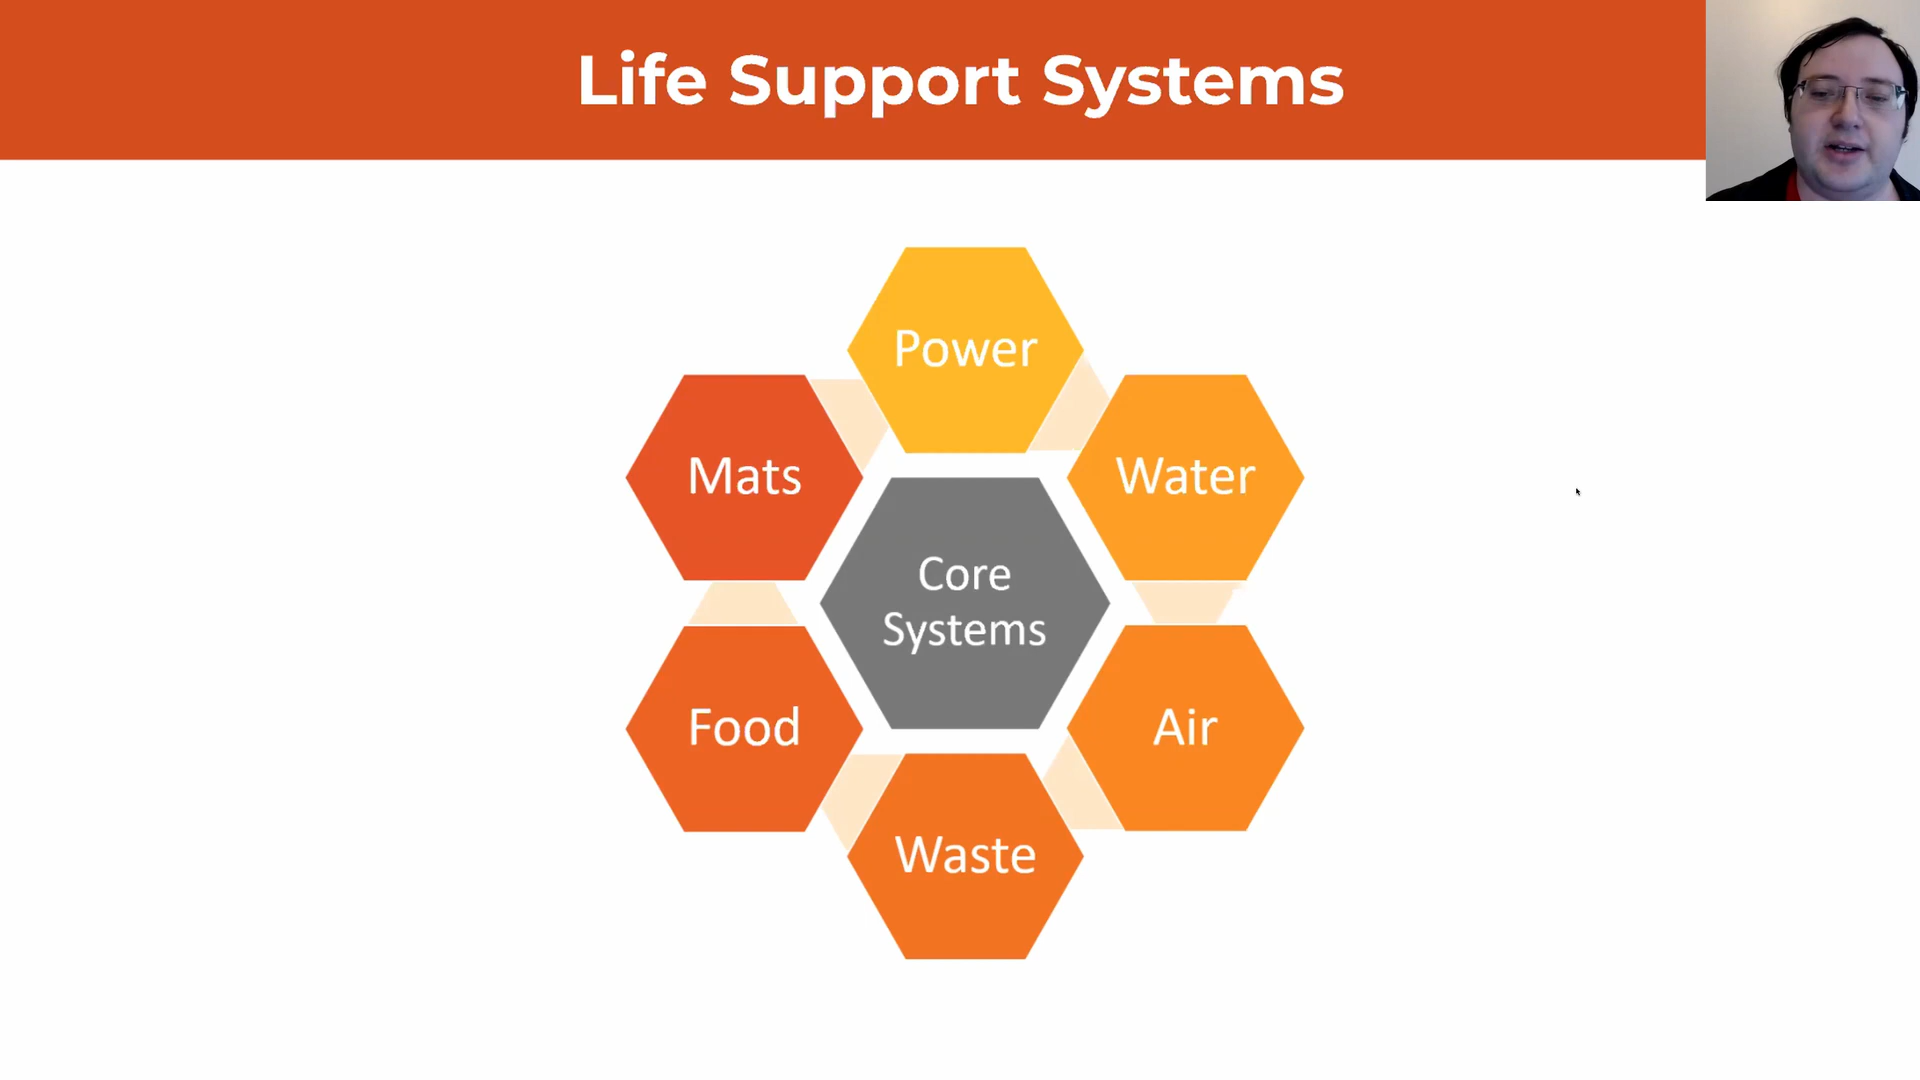 Life Support Systems
Power
Mats
Water
Core
Systems
Food
Air
Waste